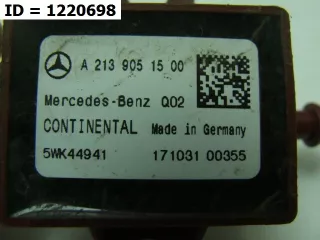 ID = 1220698
A 213 905 15 00
Mercedes-Benz Q02
CONTINENTAL Made in Germany
5WK44941 171031 00355